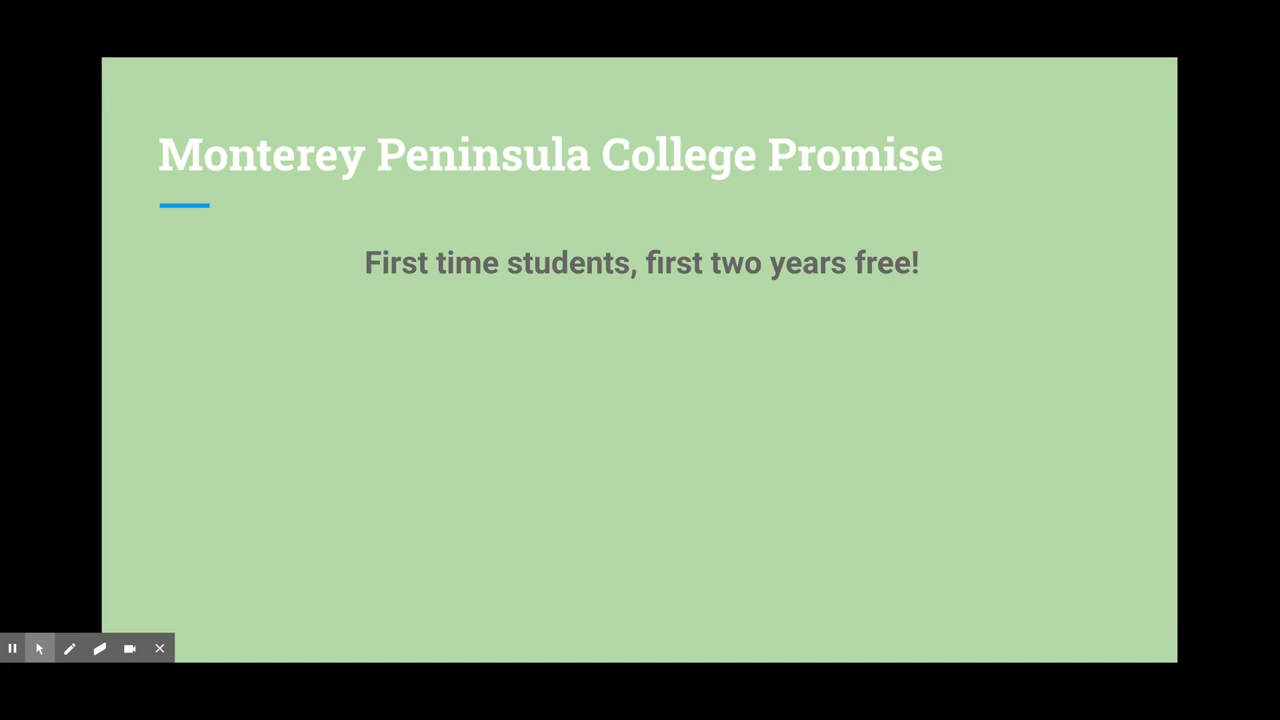 Monterey Peninsula College Promise
First time students, first two years free!